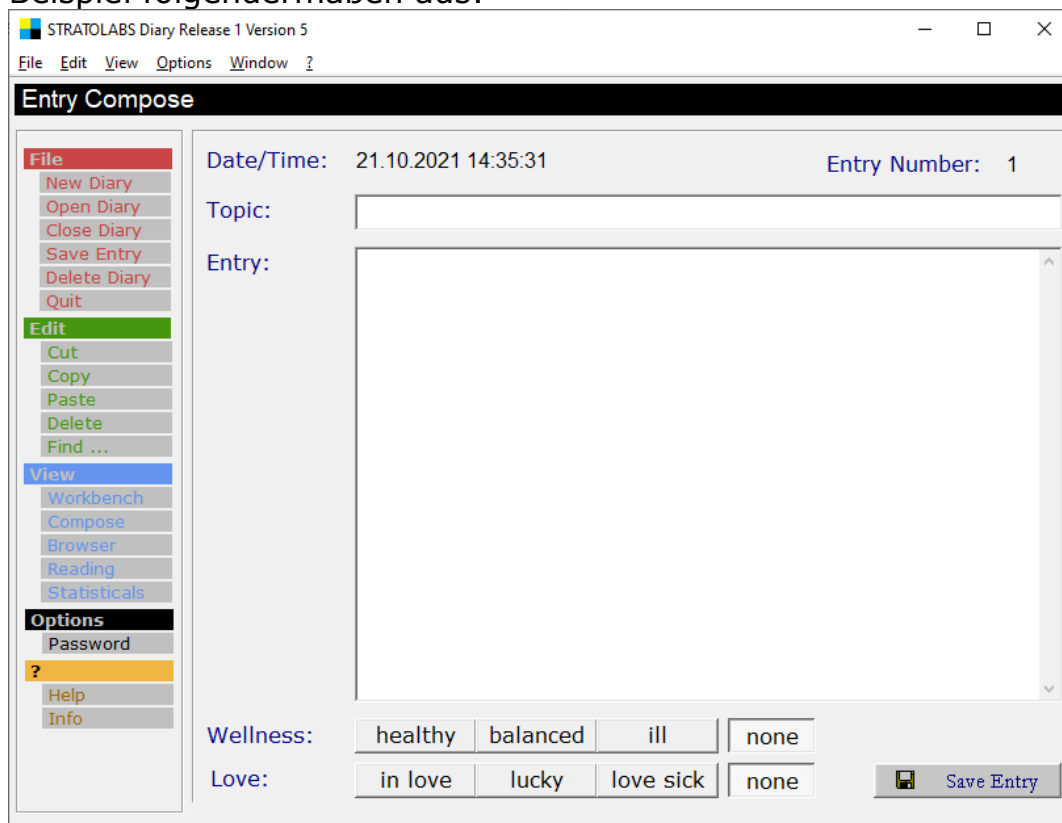 Beispiel folgendermaßen aus:
STRATOLABS Diary Release 1 Version 5
File Edit View Options Window ?
Entry Compose
File
New Diary
Open Diary
Close Diary
Save Entry
Delete Diary
Quit
Edit
Cut
Copy
Paste
Delete
Find ...
View
Workbench
Compose
Browser
Reading
Statisticals
Options
Password
?
Help
Info
Date/Time: 21.10.2021 14:35:31
Entry Number: 1
Topic:
Entry:
Wellness: healthy balanced ill none
Love: in love lucky love sick none
Save Entry